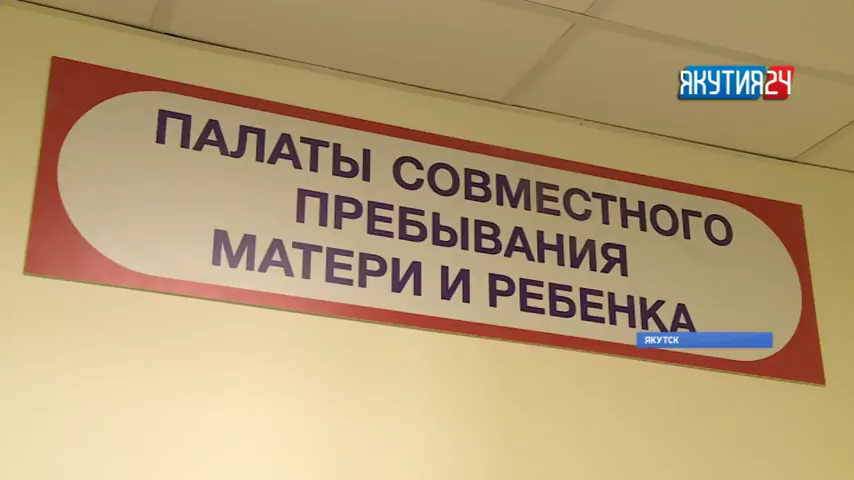 ЯКУТИЯ24
ПАЛАТЫ СОВМЕСТНОГО
ПРЕБЫВАНИЯ
МАТЕРИ И РЕБЕНКА
ЯКУТСК